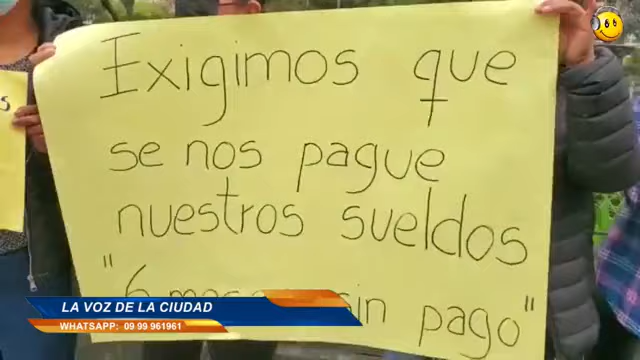 Exigimos que
se nos pague
nuestros sueldos
"6 sin pago"
LA VOZ DE LA CIUDAD
WHATSAPP: 09 99 961961